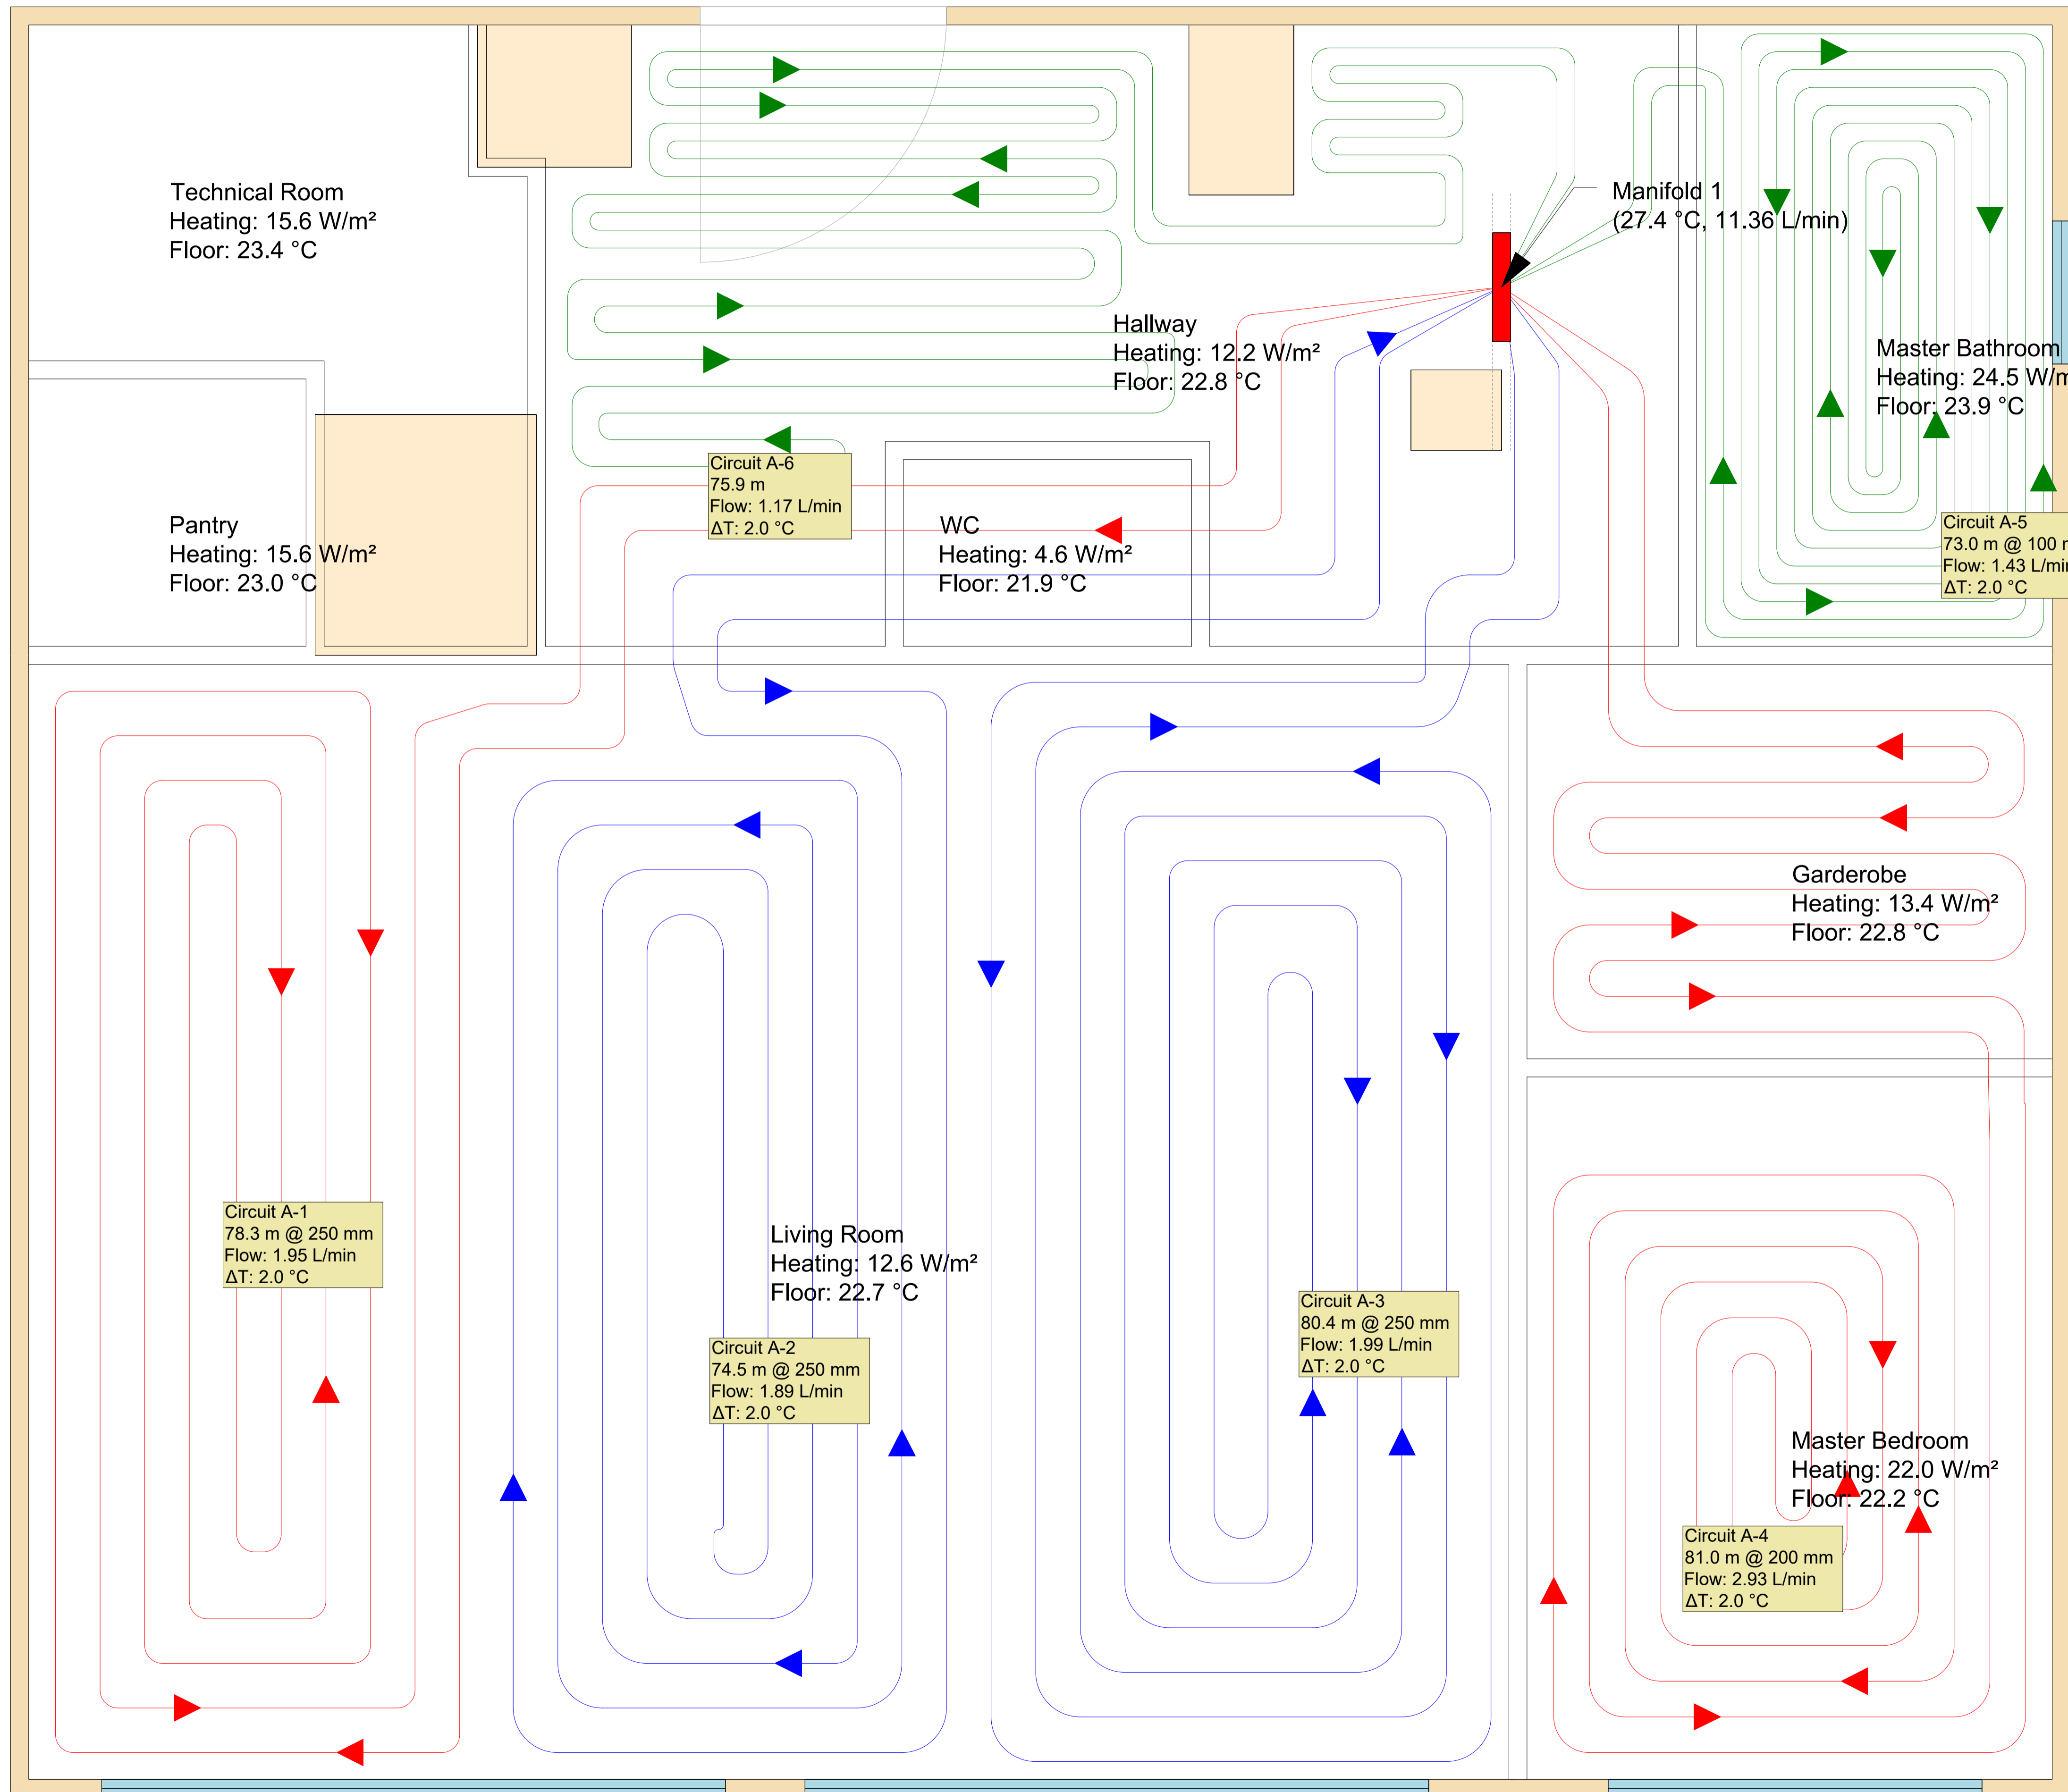 Technical Room
Heating: 15.6 W/m²
Floor: 23.4 °C
Manifold 1
(27.4 °C, 11.36 L/min)
Hallway
Heating: 12.2 W/m²
Floor: 22.8 °C
Master Bathroom
Heating: 24.5 W/m
Floor: 23.9 °C
Circuit A-6
75.9 m
Flow: 1.17 L/min
ΔT: 2.0 °C
Pantry
Heating: 15.6 W/m²
Floor: 23.0 °C
WC
Heating: 4.6 W/m²
Floor: 21.9 °C
Circuit A-5
73.0 m @ 100
Flow: 1.43 L/min
ΔT: 2.0 °C
Garderobe
Heating: 13.4 W/m²
Floor: 22.8 °C
Circuit A-1
78.3 m @ 250 mm
Flow: 1.95 L/min
ΔT: 2.0 °C
Living Room
Heating: 12.6 W/m²
Floor: 22.7 °C
Circuit A-2
74.5 m @ 250 mm
Flow: 1.89 L/min
ΔT: 2.0 °C
Circuit A-3
80.4 m @ 250 mm
Flow: 1.99 L/min
ΔT: 2.0 °C
Master Bedroom
Heating: 22.0 W/m²
Floor: 22.2 °C
Circuit A-4
81.0 m @ 200 mm
Flow: 2.93 L/min
ΔT: 2.0 °C